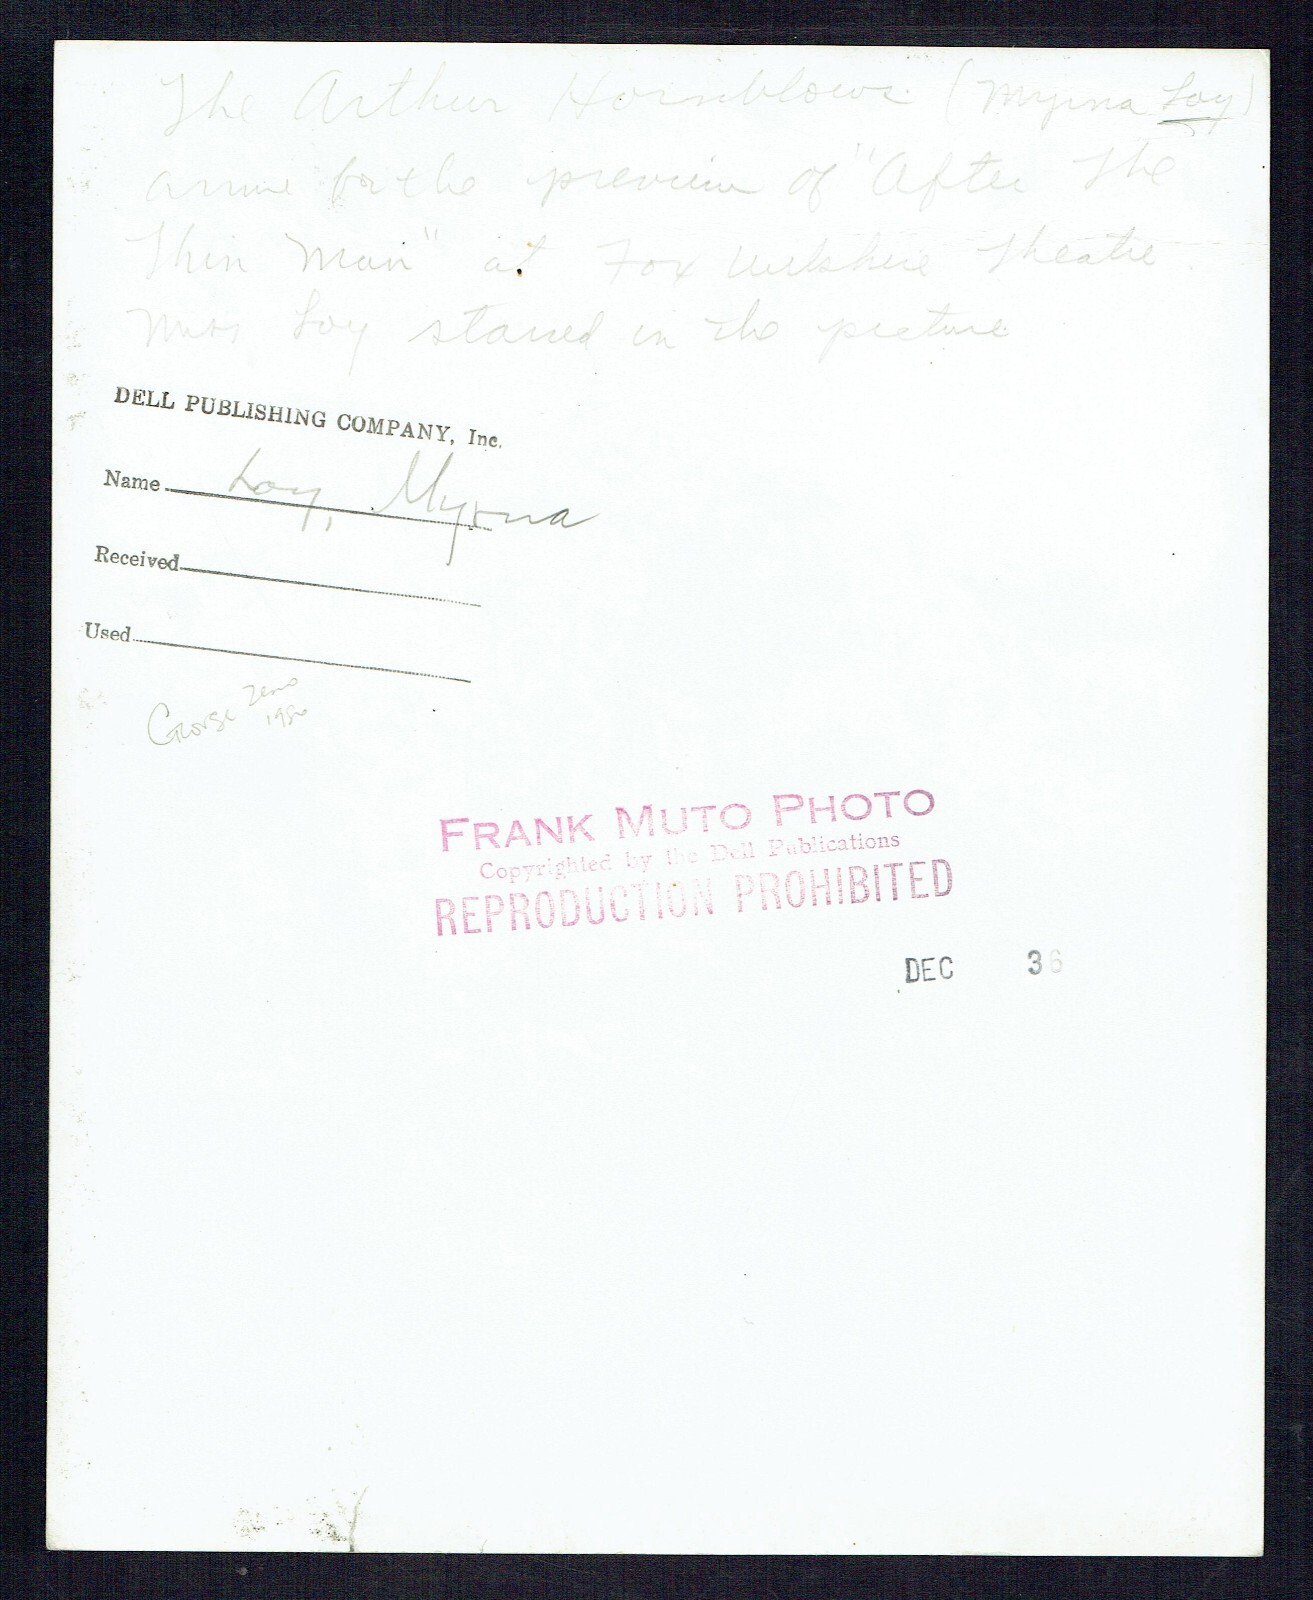 The Arthur Hornblows (Myrna Loy)
arrive for the preview of "After The
Thin Man" at Fox Wilshire Theatre.
Miss Loy starred in the picture
DELL PUBLISHING COMPANY, Inc.
Name Loy, Myrna
Received
Used
George Zeno
FRANK MUTO PHOTO
Copyrighted by the Dell Publications
REPRODUCTION PROHIBITED
DEC 36